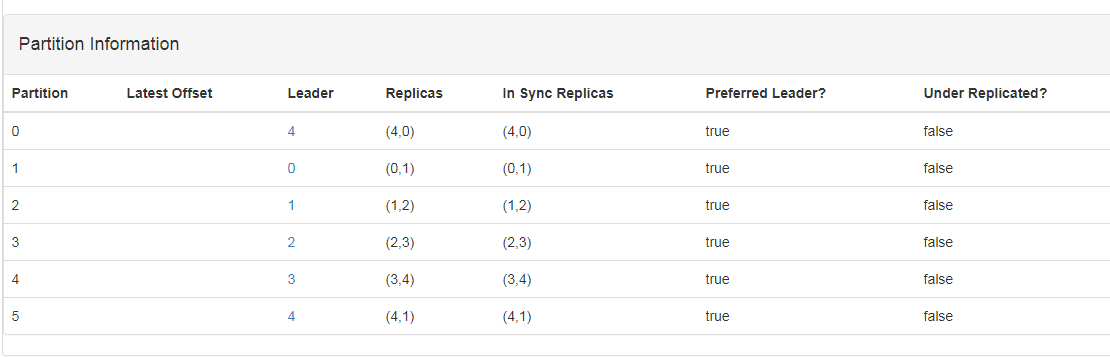 Partition Information
Partition Latest Offset Leader Replicas In Sync Replicas Preferred Leader? Under Replicated?
0 4 (4,0) (4,0) true false
1 0 (0,1) (0,1) true false
2 1 (1,2) (1,2) true false
3 2 (2,3) (2,3) true false
4 3 (3,4) (3,4) true false
5 4 (4,1) (4,1) true false